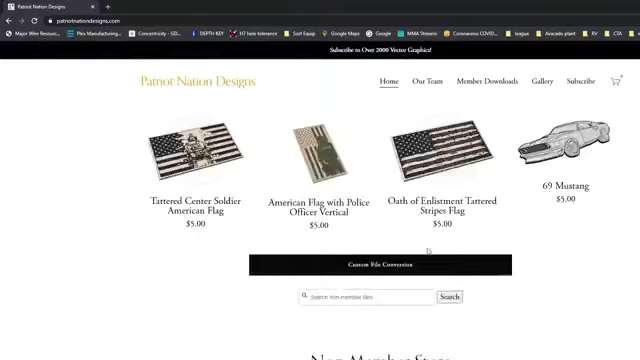 Patriot Nation Designs
patriotnationdesigns.com
Major Wire Resourc... Plex Manufacturing... Concentricity - GD... DEPTH KEY H7 hole tolerance Sort Equip Google Maps Google MMA Streams Coronavirus COVID... league Avacado plant RV CTA
Subscribe to Over 2000 Vector Graphics!
Patriot Nation Designs
Home Our Team Member Downloads Gallery Subscribe
Tattered Center Soldier
American Flag
$5.00
American Flag with Police
Officer Vertical
$5.00
Oath of Enlistment Tattered
Stripes Flag
$5.00
69 Mustang
$5.00
Custom File Conversion
Search non-member files
Search
Non-Member Store